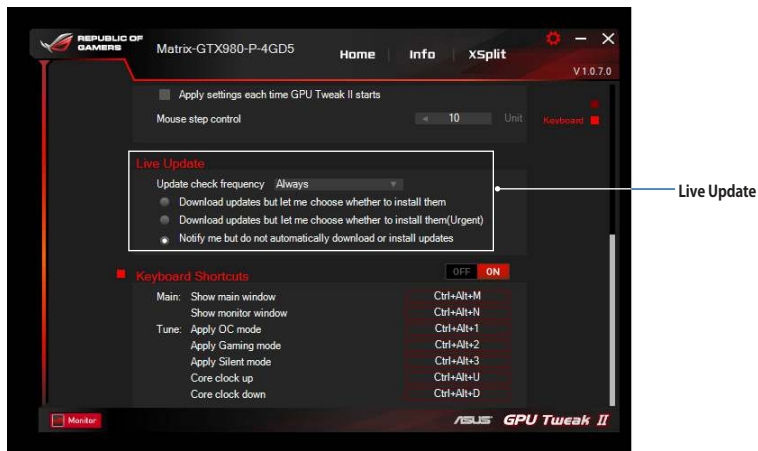 REPUBLIC OF
GAMERS
Matrix-GTX980-P-4GD5
Home
Info
XSplit
V 1.0.7.0
Apply settings each time GPU Tweak II starts
Mouse step control
10
Unit
Keyboard
Live Update
Update check frequency Always
Download updates but let me choose whether to install them
Download updates but let me choose whether to install them(Urgent)
Notify me but do not automatically download or install updates
Live Update
Keyboard Shortcuts
OFF ON
Main: Show main window Ctrl+Alt+M
Show monitor window Ctrl+Alt+N
Tune: Apply OC mode Ctrl+Alt+1
Apply Gaming mode Ctrl+Alt+2
Apply Silent mode Ctrl+Alt+3
Core clock up Ctrl+Alt+U
Core clock down Ctrl+Alt+D
Monitor
ASUS GPU Tweak II